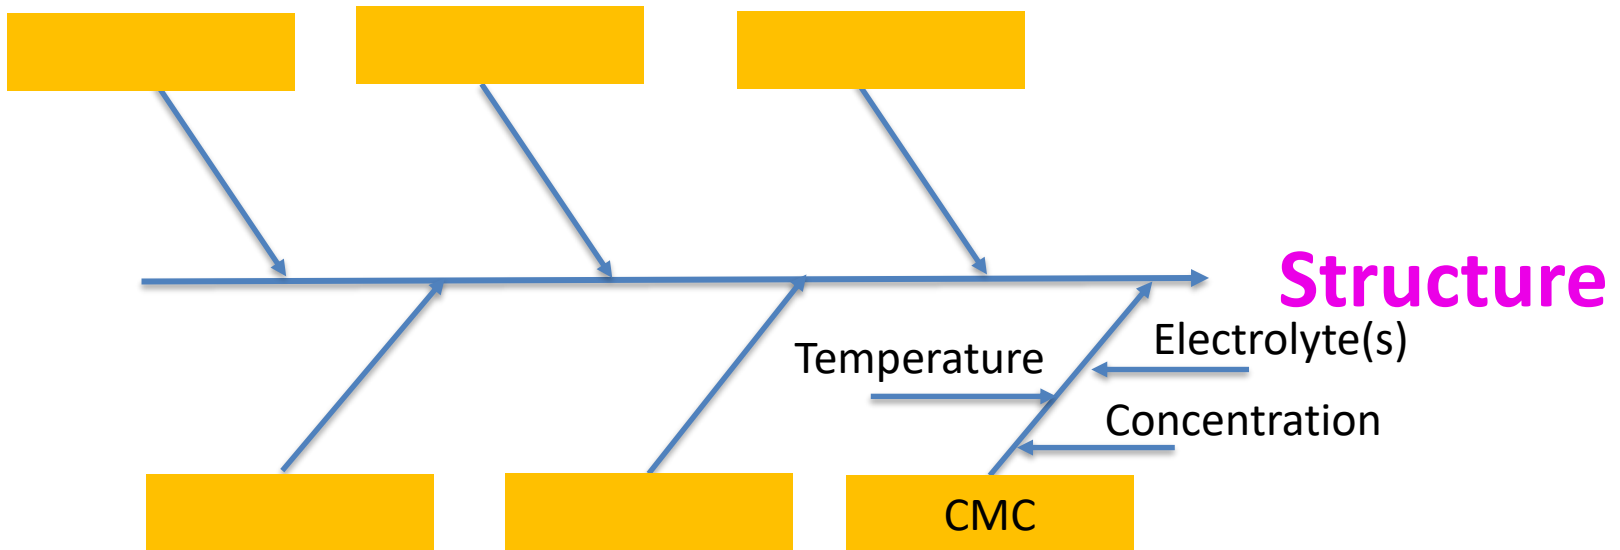 Structure
Electrolyte(s)
Temperature
Concentration
CMC